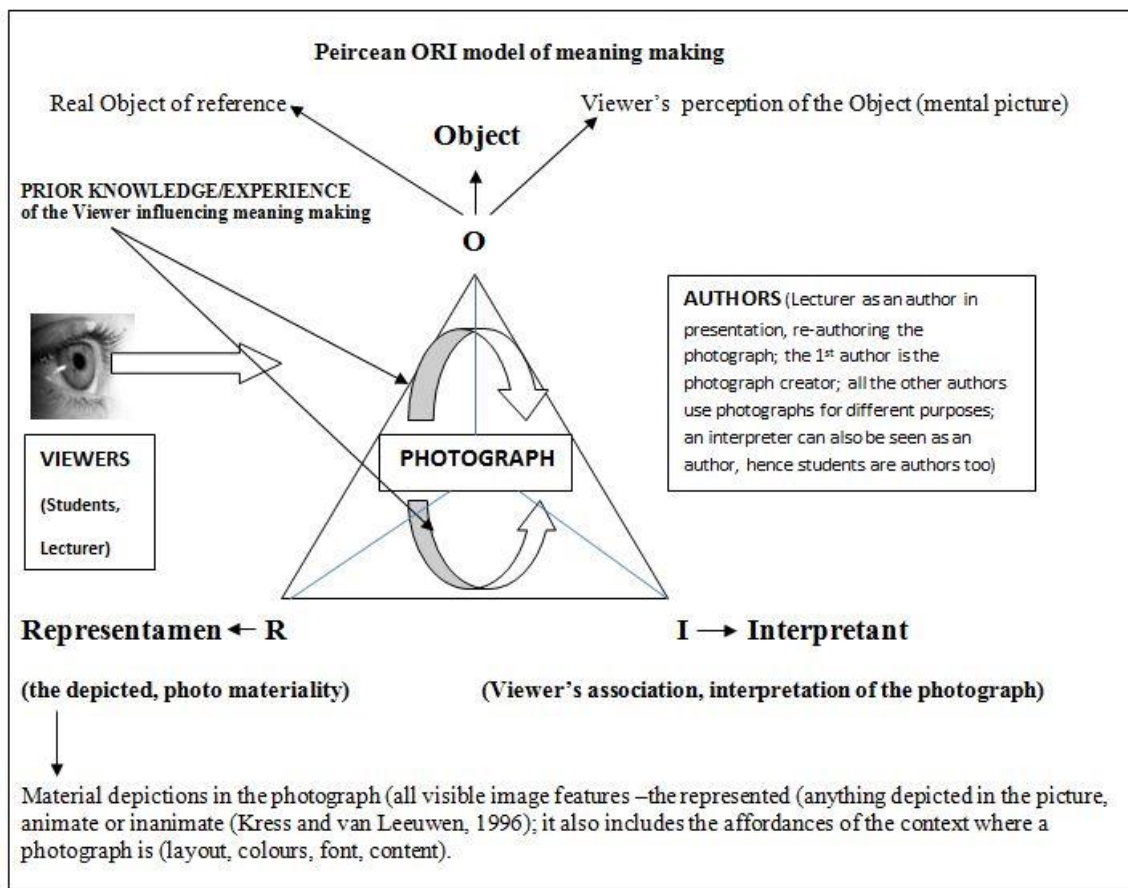 Peircean ORI model of meaning making
Real Object of reference
Viewer's perception of the Object (mental picture)
Object
PRIOR KNOWLEDGE/EXPERIENCE
of the Viewer influencing meaning making
O
AUTHORS (Lecturer as an author in
presentation, re-authoring the
photograph; the 1st author is the
photograph creator; all the other authors
use photographs for different purposes;
an interpreter can also be seen as an
author, hence students are authors too)
VIEWERS
(Students,
Lecturer)
PHOTOGRAPH
Representamen
R
I
Interpretant
(the depicted, photo materiality)
(Viewer's association, interpretation of the photograph)
Material depictions in the photograph (all visible image features –the represented (anything depicted in the picture,
animate or inanimate (Kress and van Leeuwen, 1996); it also includes the affordances of the context where a
photograph is (layout, colours, font, content).